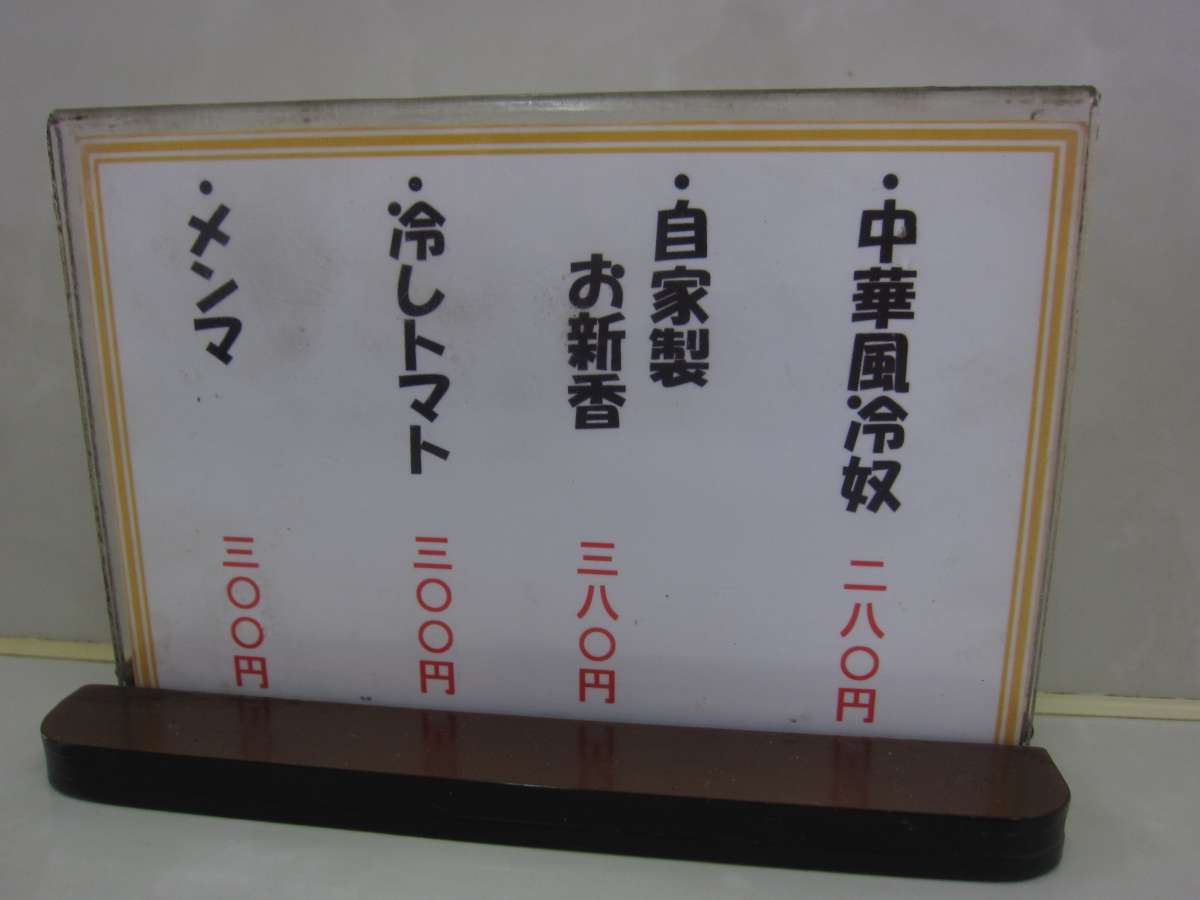 ・中華風冷奴 二八〇円
・自家製
お新香 三八〇円
・冷しトマト 三〇〇円
・メンマ 三〇〇円